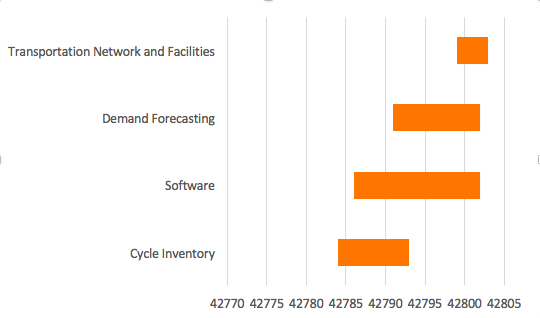 Transportation Network and Facilities
Demand Forecasting
Software
Cycle Inventory
42770 42775 42780 42785 42790 42795 42800 42805